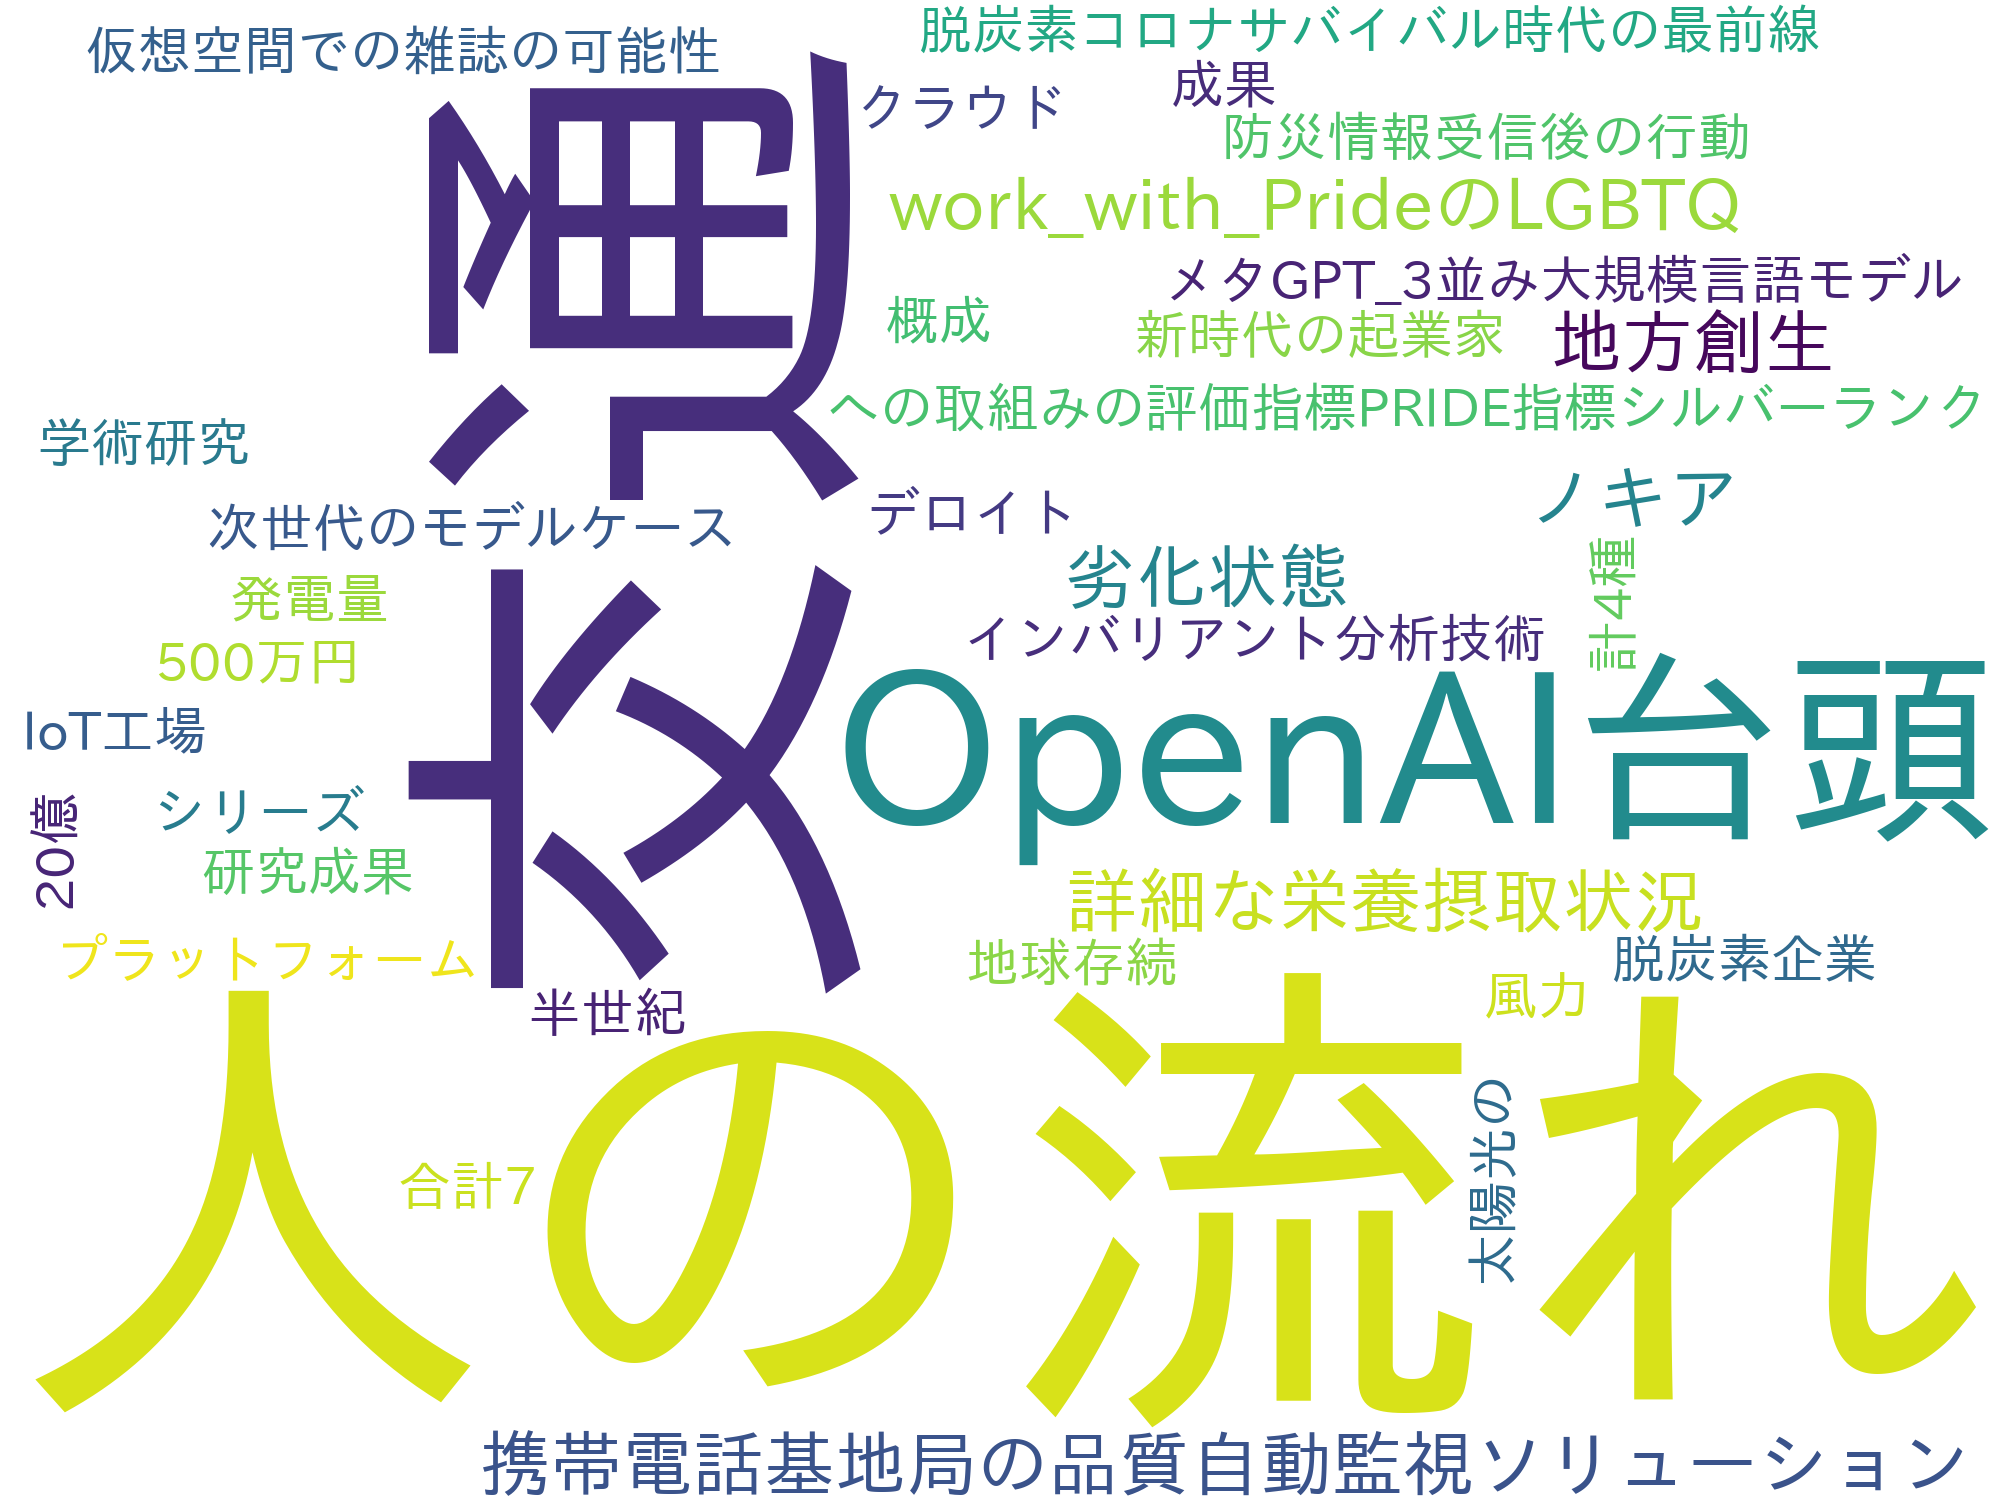 仮想空間での雑誌の可能性
脱炭素コロナサバイバル時代の最前線
クラウド
成果
防災情報受信後の行動
work_with_PrideのLGBTQ
メタGPT_3並み大規模言語モデル
概成
新時代の起業家
地方創生
への取組みの評価指標PRIDE指標シルバーランク
交通
学術研究
次世代のモデルケース
デロイト
ノキア
劣化状態
計4種
発電量
インバリアント分析技術
500万円
OpenAI台頭
IoT工場
20億
シリーズ
研究成果
詳細な栄養摂取状況
プラットフォーム
地球存続
脱炭素企業
半世紀
風力
人の流れ
太陽光の
合計7
携帯電話基地局の品質自動監視ソリューション